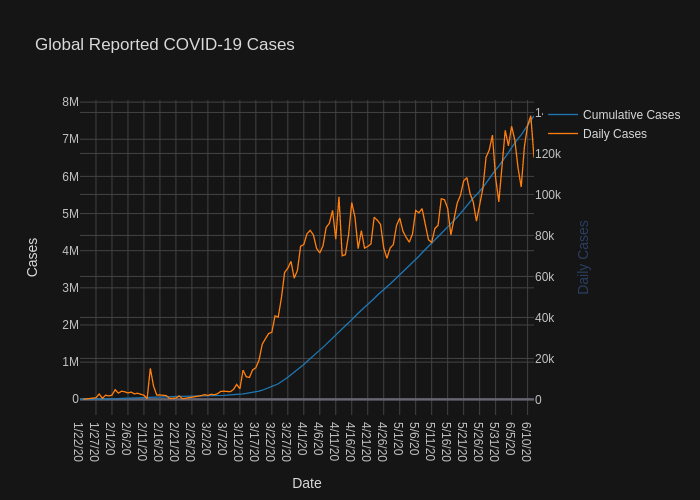 Global Reported COVID-19 Cases
8M
7M
6M
5M
4M
3M
2M
1M
0
Cases
120k
100k
80k
60k
40k
20k
0
Daily Cases
Cumulative Cases
Daily Cases
1/22/20
1/27/20
2/1/20
2/6/20
2/11/20
2/16/20
2/21/20
2/26/20
3/2/20
3/7/20
3/12/20
3/17/20
3/22/20
3/27/20
4/1/20
4/6/20
4/11/20
4/16/20
4/21/20
4/26/20
5/1/20
5/6/20
5/11/20
5/16/20
5/21/20
5/26/20
5/31/20
6/5/20
6/10/20
Date